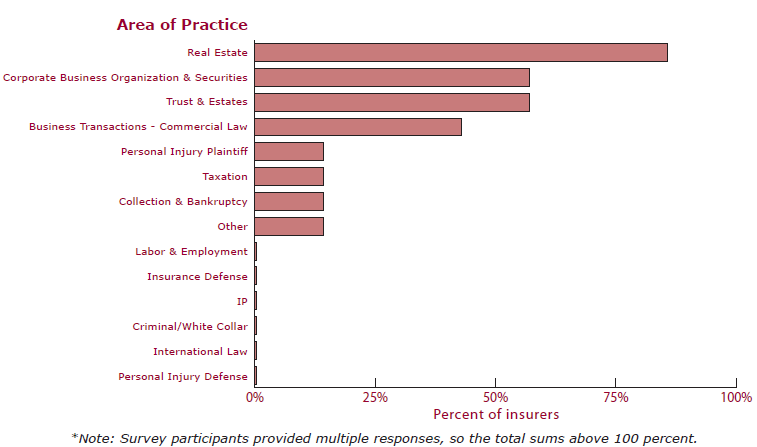 Area of Practice
Real Estate
Corporate Business Organization & Securities
Trust & Estates
Business Transactions - Commercial Law
Personal Injury Plaintiff
Taxation
Collection & Bankruptcy
Other
Labor & Employment
Insurance Defense
IP
Criminal/White Collar
International Law
Personal Injury Defense
0% 25% 50% 75% 100%
Percent of insurers
*Note: Survey participants provided multiple responses, so the total sums above 100 percent.